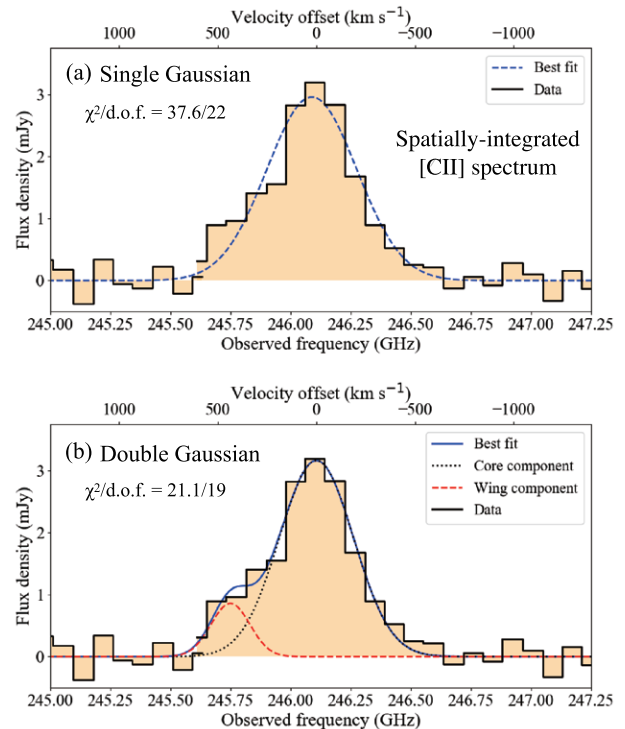 Velocity offset (km s⁻¹)
1000 500 0 −500 −1000
(a) Single Gaussian
χ²/d.o.f. = 37.6/22
Best fit
Data
Spatially-integrated
[CII] spectrum
3
2
1
0
Flux density (mJy)
245.00 245.25 245.50 245.75 246.00 246.25 246.50 246.75 247.00 247.25
Observed frequency (GHz)
Velocity offset (km s⁻¹)
1000 500 0 −500 −1000
(b) Double Gaussian
χ²/d.o.f. = 21.1/19
Best fit
Core component
Wing component
Data
3
2
1
0
Flux density (mJy)
245.00 245.25 245.50 245.75 246.00 246.25 246.50 246.75 247.00 247.25
Observed frequency (GHz)